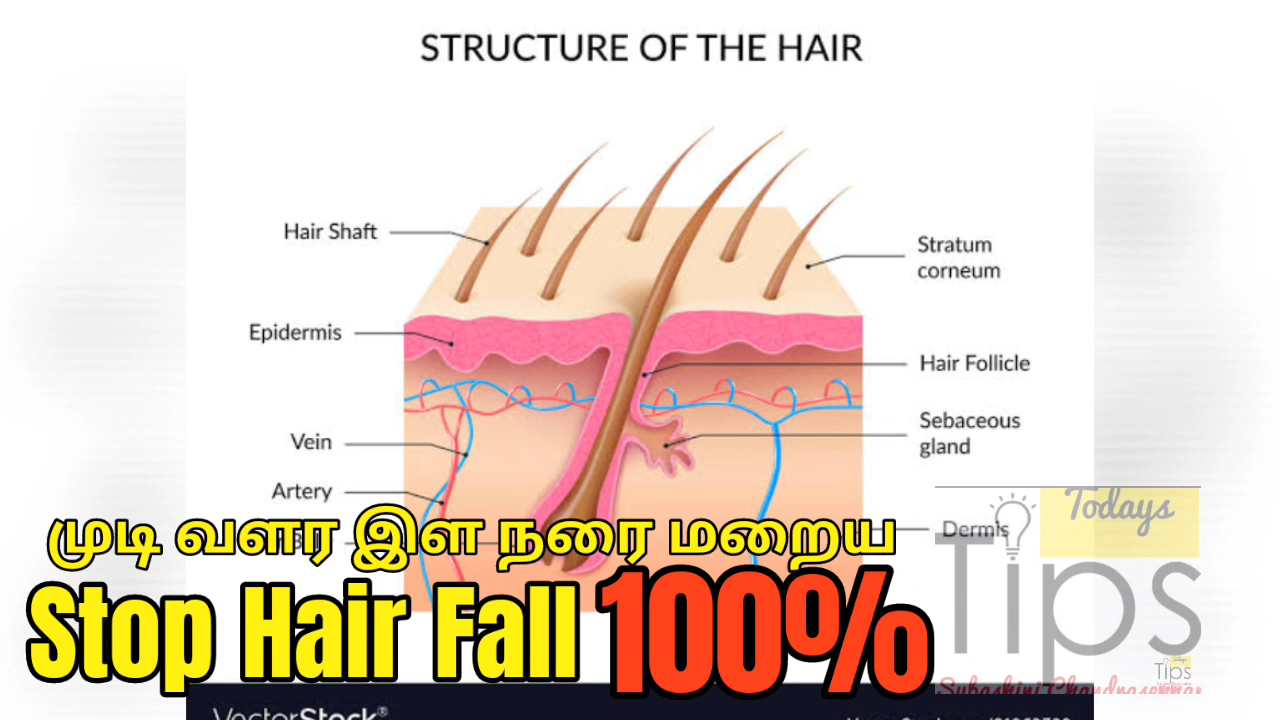 STRUCTURE OF THE HAIR
Hair Shaft
Stratum
corneum
Epidermis
Hair Follicle
Sebaceous
gland
Vein
Artery
Dermis
முடி வளர இள நரை மறைய
Stop Hair Fall 100%
Todays
Tips
Todays
Tips
VectorStock®